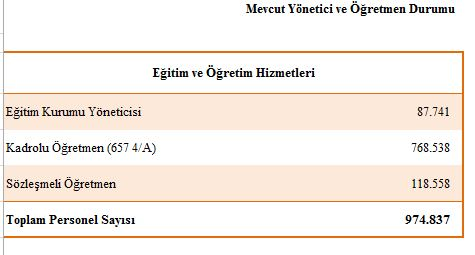 Mevcut Yönetici ve Öğretmen Durumu
Eğitim ve Öğretim Hizmetleri
Eğitim Kurumu Yöneticisi 87.741
Kadrolu Öğretmen (657 4/A) 768.538
Sözleşmeli Öğretmen 118.558
Toplam Personel Sayısı 974.837